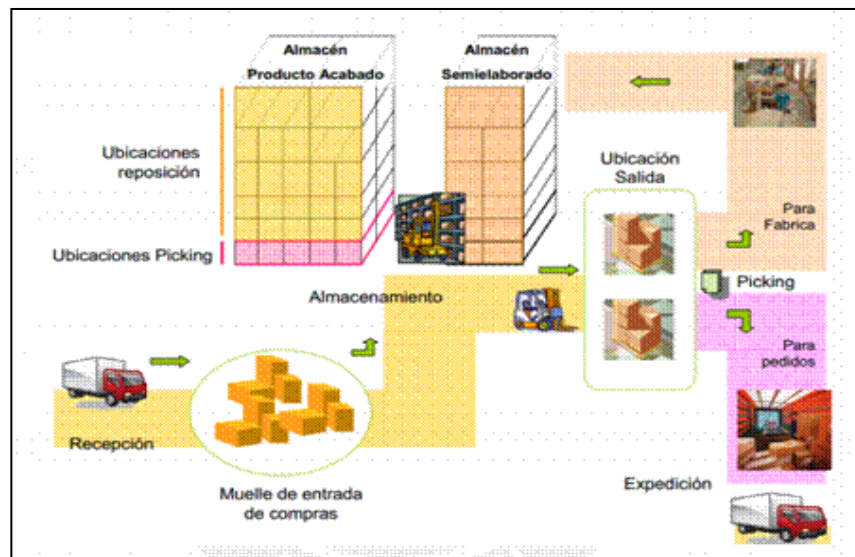 Almacén
Producto Acabado
Almacén
Semielaborado
Ubicaciones
reposición
Ubicación
Salida
Para
Fabrica
Ubicaciones Picking
Picking
Almacenamiento
Para
pedidos
Recepción
Muelle de entrada
de compras
Expedición